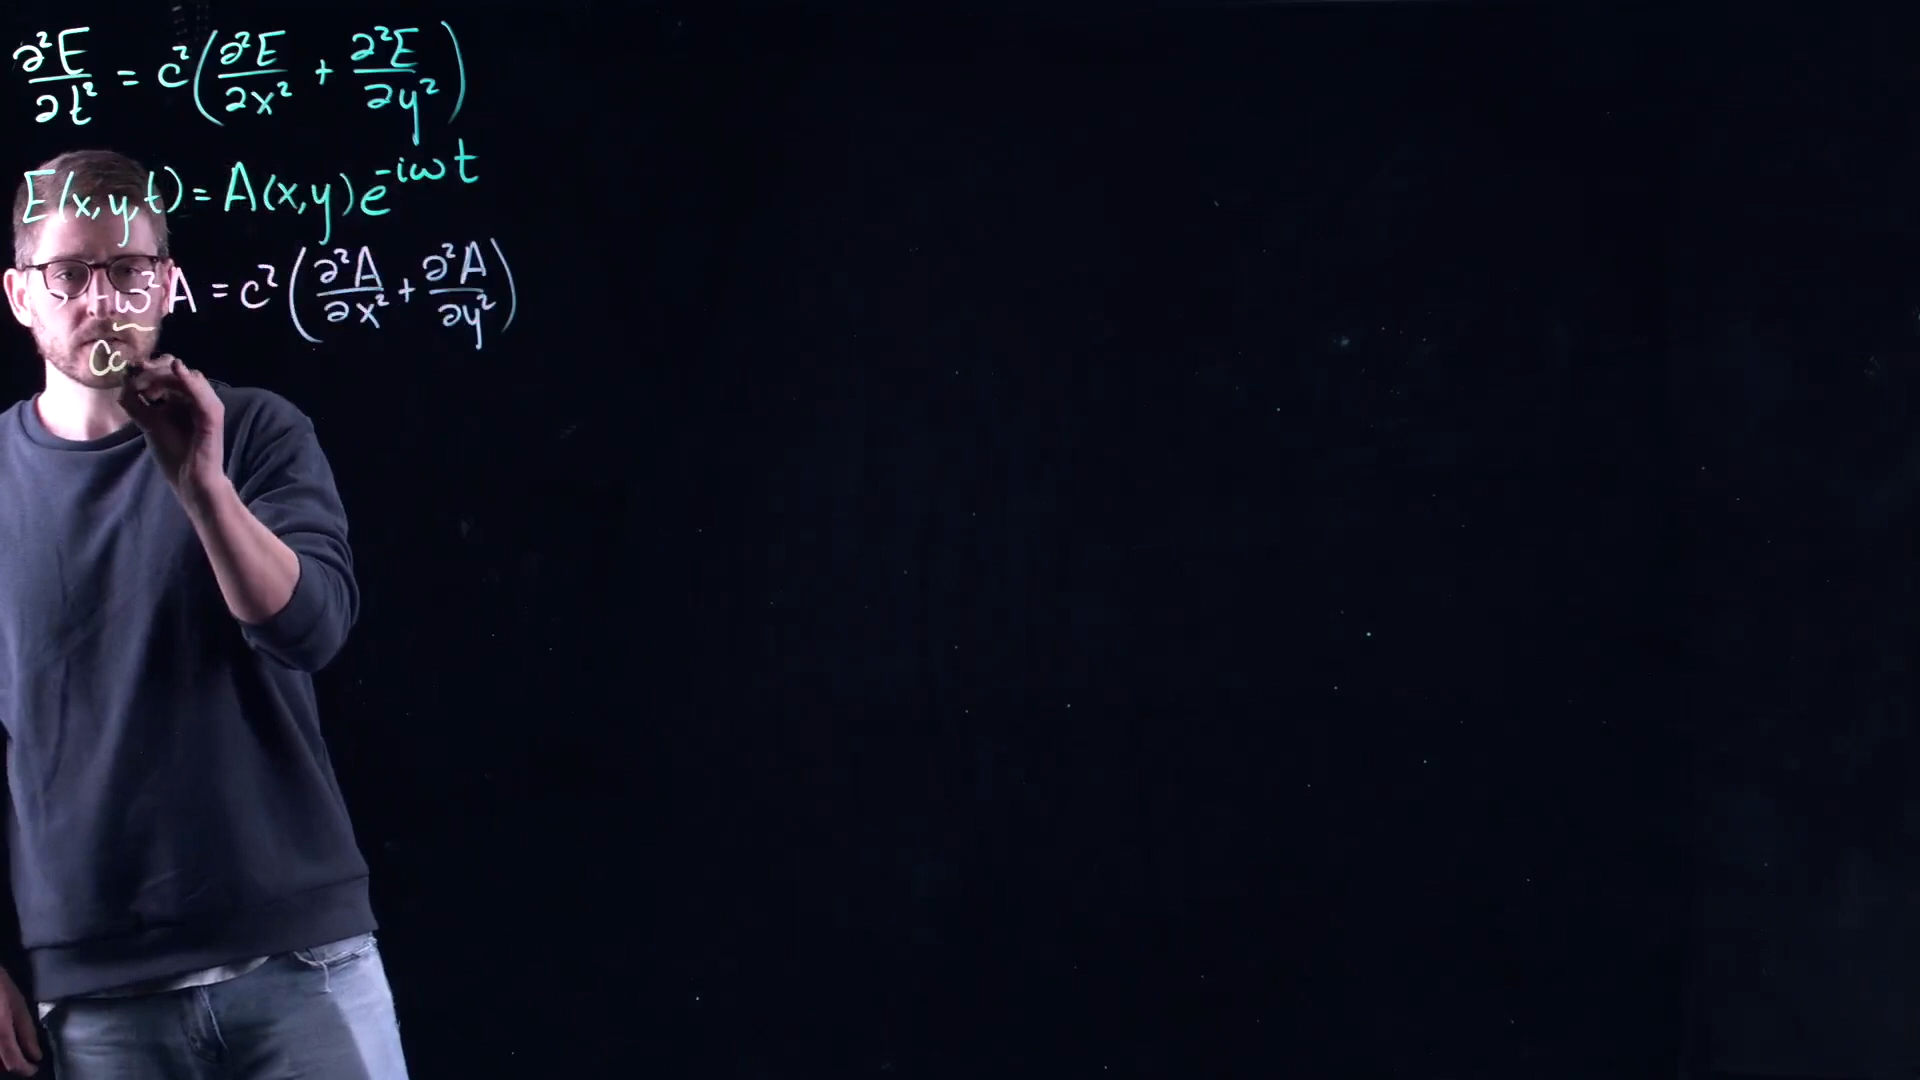 ∂²E/∂t² = c²(∂²E/∂x² + ∂²E/∂y²)
E(x,y,t) = A(x,y)e^-iωt
ω²A = c²(∂²A/∂x² + ∂²A/∂y²)